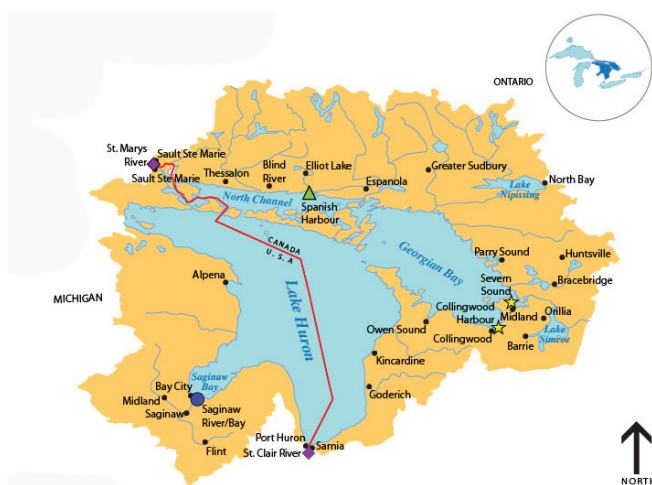 ONTARIO
St. Marys
River
Sault Ste Marie
Sault Ste Marie
Thessalon
Blind
River
Elliot Lake
Espanola
Greater Sudbury
North Bay
Lake
Nipissing
North Channel
Spanish
Harbour
CANADA
U. S. A
Georgian Bay
Parry Sound
Huntsville
Severn
Sound
Bracebridge
Alpena
MICHIGAN
Lake Huron
Collingwood
Harbour
Midland
Orillia
Owen Sound
Collingwood
Barrie
Lake
Simcoe
Kincardine
Saginaw
Bay
Bay City
Midland
Saginaw
Saginaw
River/Bay
Goderich
Flint
Port Huron
Sarnia
St. Clair River
NORTH